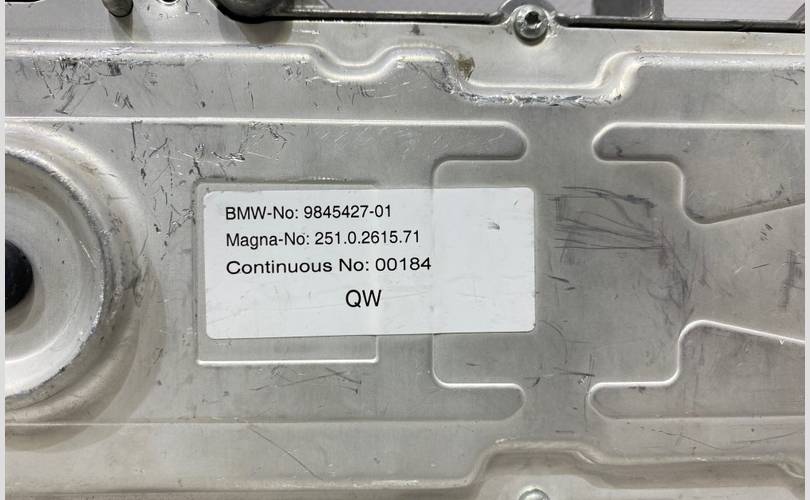 BMW-No: 9845427-01
Magna-No: 251.0.2615.71
Continuous No: 00184
QW